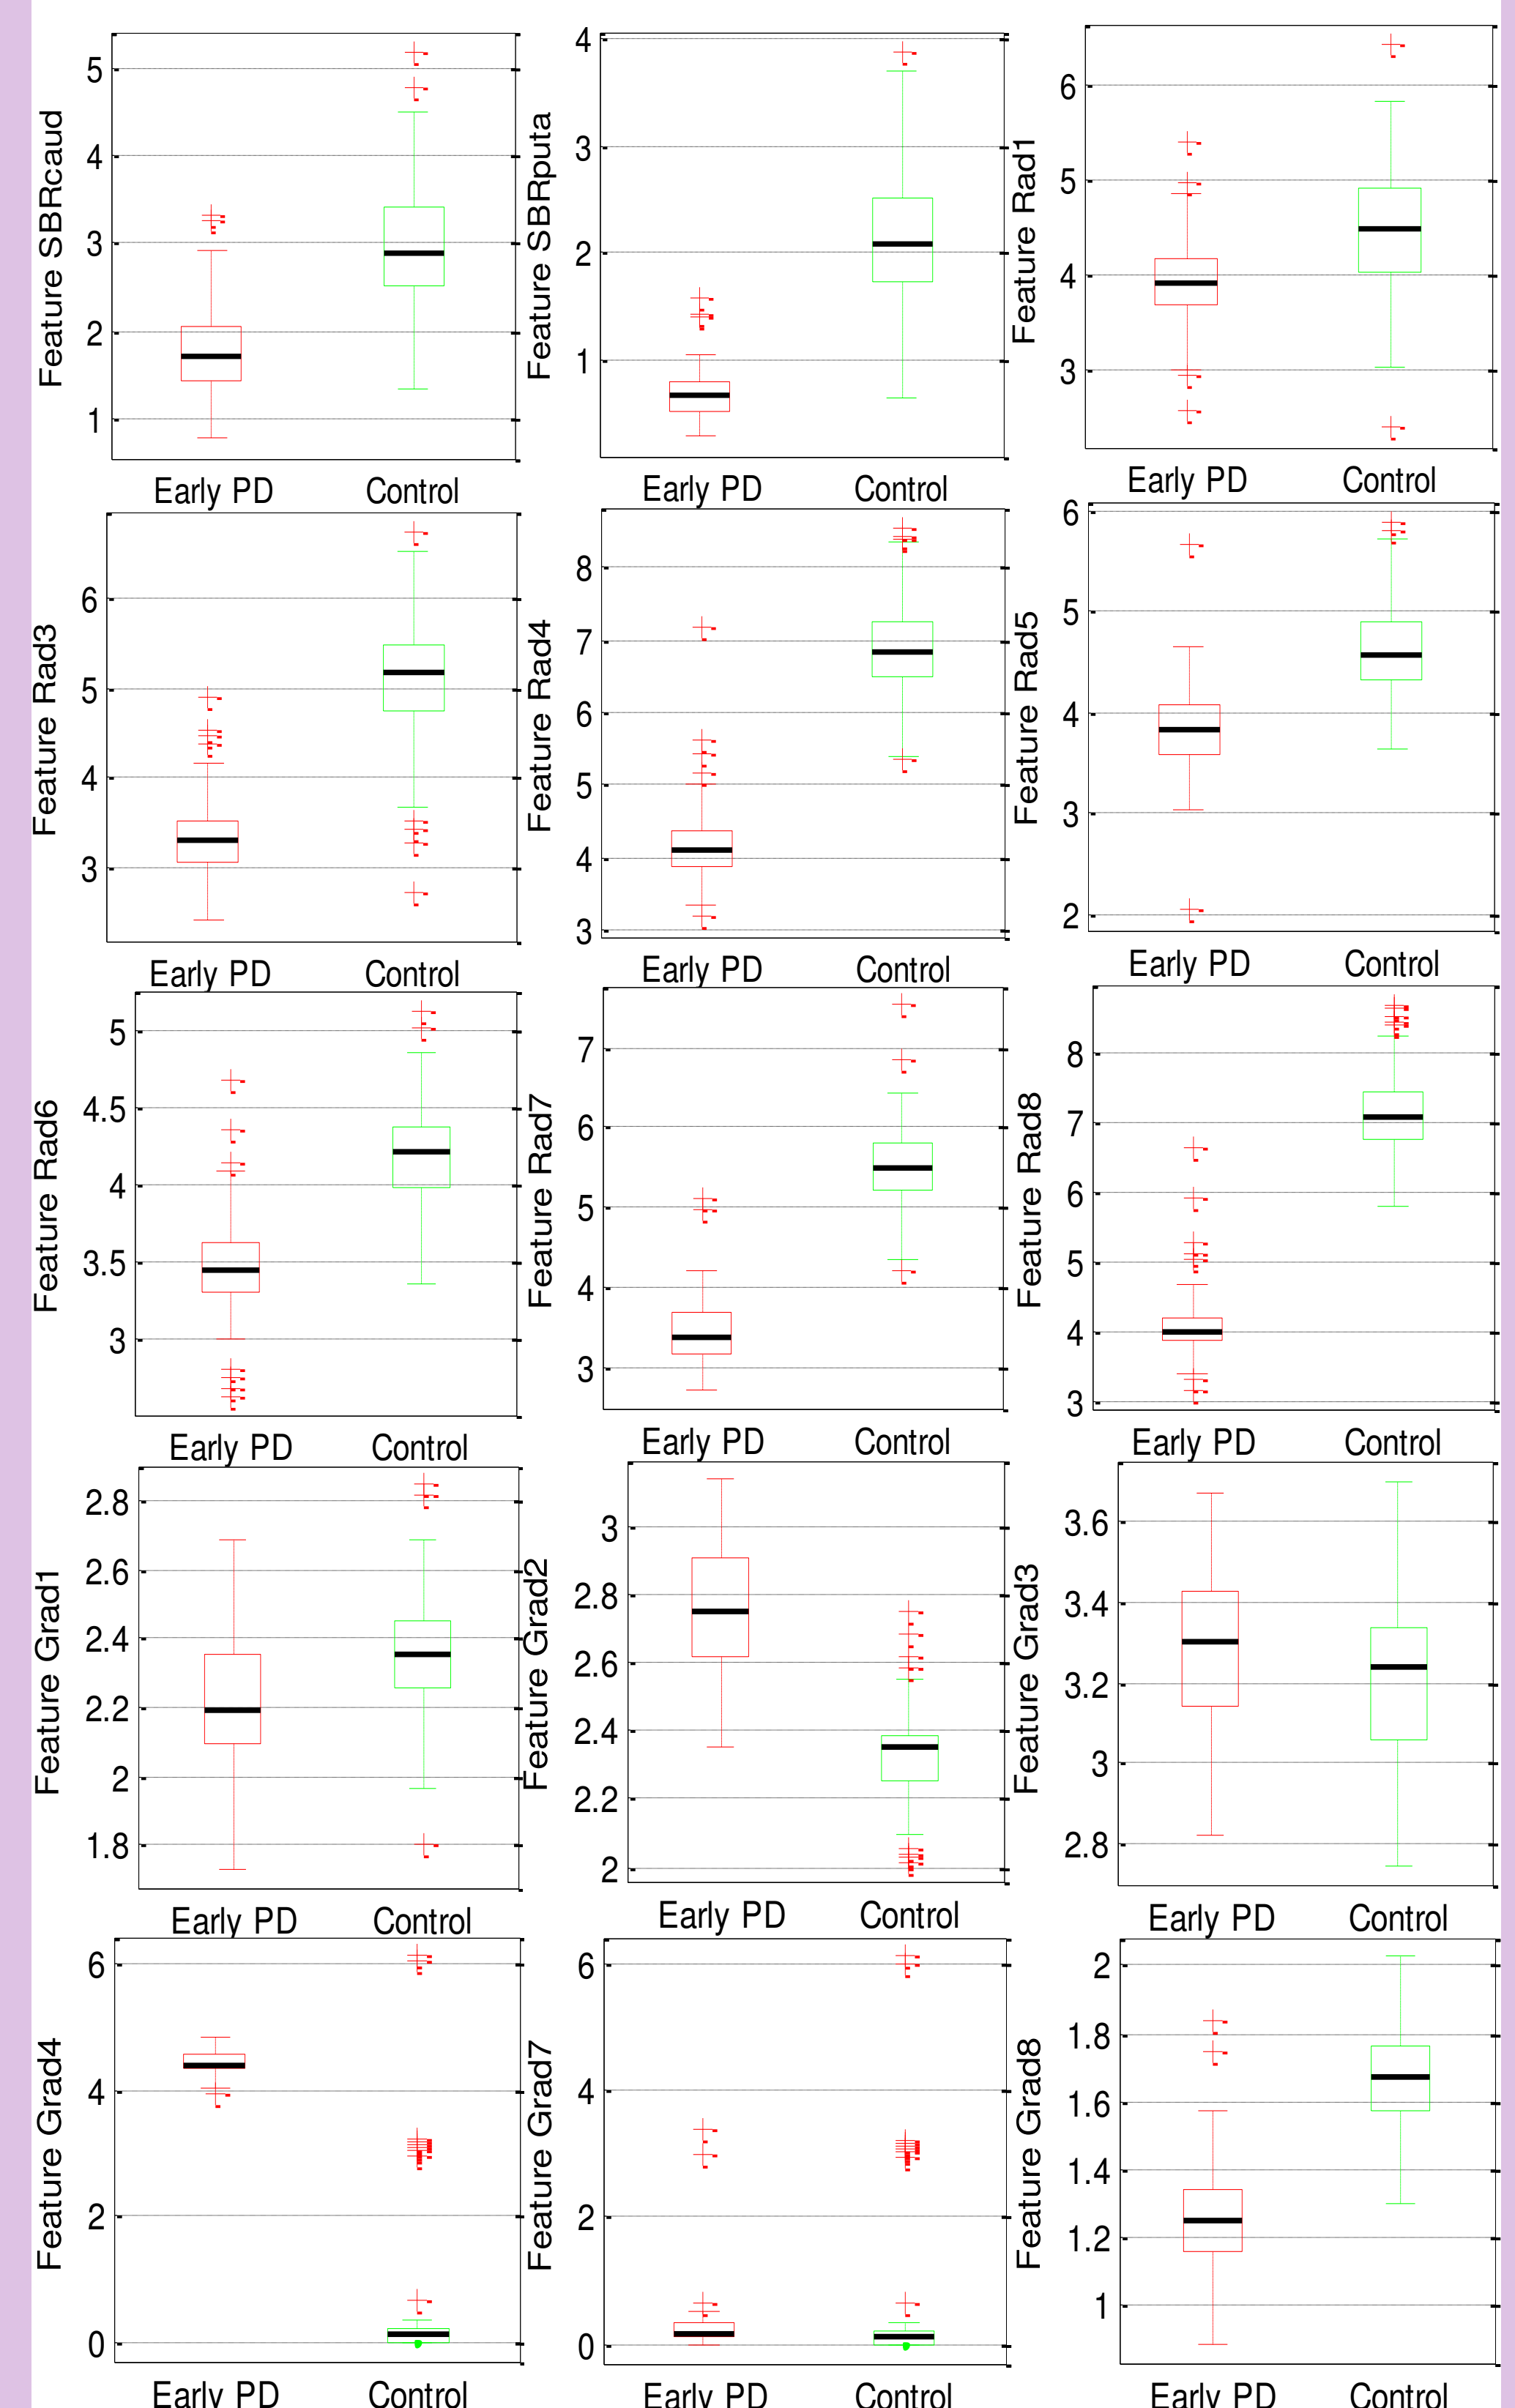 Feature SBRcaud
5
4
3
2
1
Early PD Control
Feature SBRputa
4
3
2
1
Early PD Control
Feature Rad1
6
5
4
3
Early PD Control
Feature Rad3
6
5
4
3
Early PD Control
Feature Rad4
8
7
6
5
4
3
Early PD Control
Feature Rad5
6
5
4
3
2
Early PD Control
Feature Rad6
5
4.5
4
3.5
3
Early PD Control
Feature Rad7
7
6
5
4
3
Early PD Control
Feature Rad8
8
7
6
5
4
3
Early PD Control
Feature Grad1
2.8
2.6
2.4
2.2
2
1.8
Early PD Control
Feature Grad2
3
2.8
2.6
2.4
2.2
2
Early PD Control
Feature Grad3
3.6
3.4
3.2
3
2.8
Early PD Control
Feature Grad4
6
4
2
0
Early PD Control
Feature Grad7
6
4
2
0
Early PD Control
Feature Grad8
2
1.8
1.6
1.4
1.2
1
Early PD Control